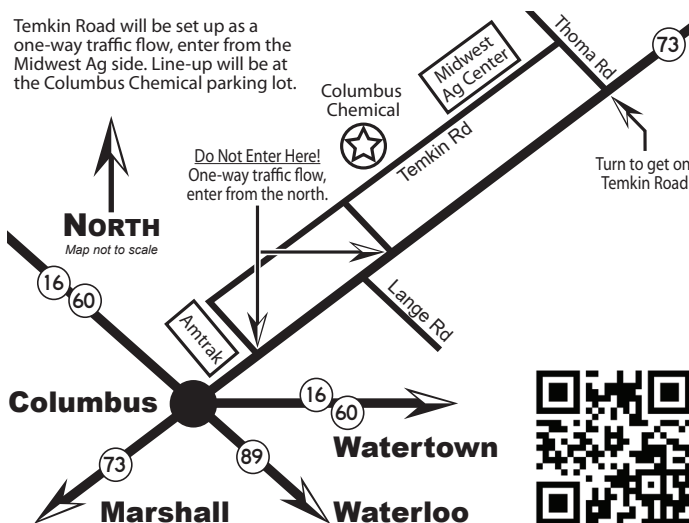 Temkin Road will be set up as a
one-way traffic flow, enter from the
Midwest Ag side. Line-up will be at
the Columbus Chemical parking lot.
Thoma Rd
73
Midwest
Ag Center
Columbus
Chemical
Temkin Rd
Do Not Enter Here!
One-way traffic flow,
enter from the north.
Turn to get on
Temkin Road
NORTH
Map not to scale
16
60
Lange Rd
Amtrak
Columbus
16
60
Watertown
73
89
Marshall
Waterloo